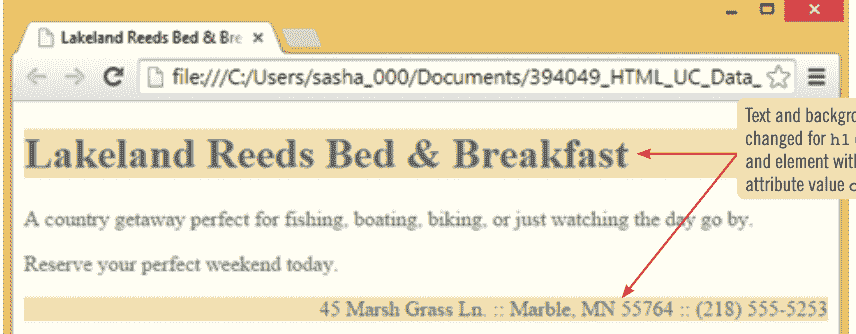 Lakeland Reeds Bed & Bre
file:///C:/Users/sasha_000/Documents/394049_HTML_UC_Data_
Text and backgro
changed for h1
and element with
attribute value
Lakeland Reeds Bed & Breakfast
A country getaway perfect for fishing, boating, biking, or just watching the day go by.
Reserve your perfect weekend today.
45 Marsh Grass Ln. :: Marble, MN 55764 :: (218) 555-5253